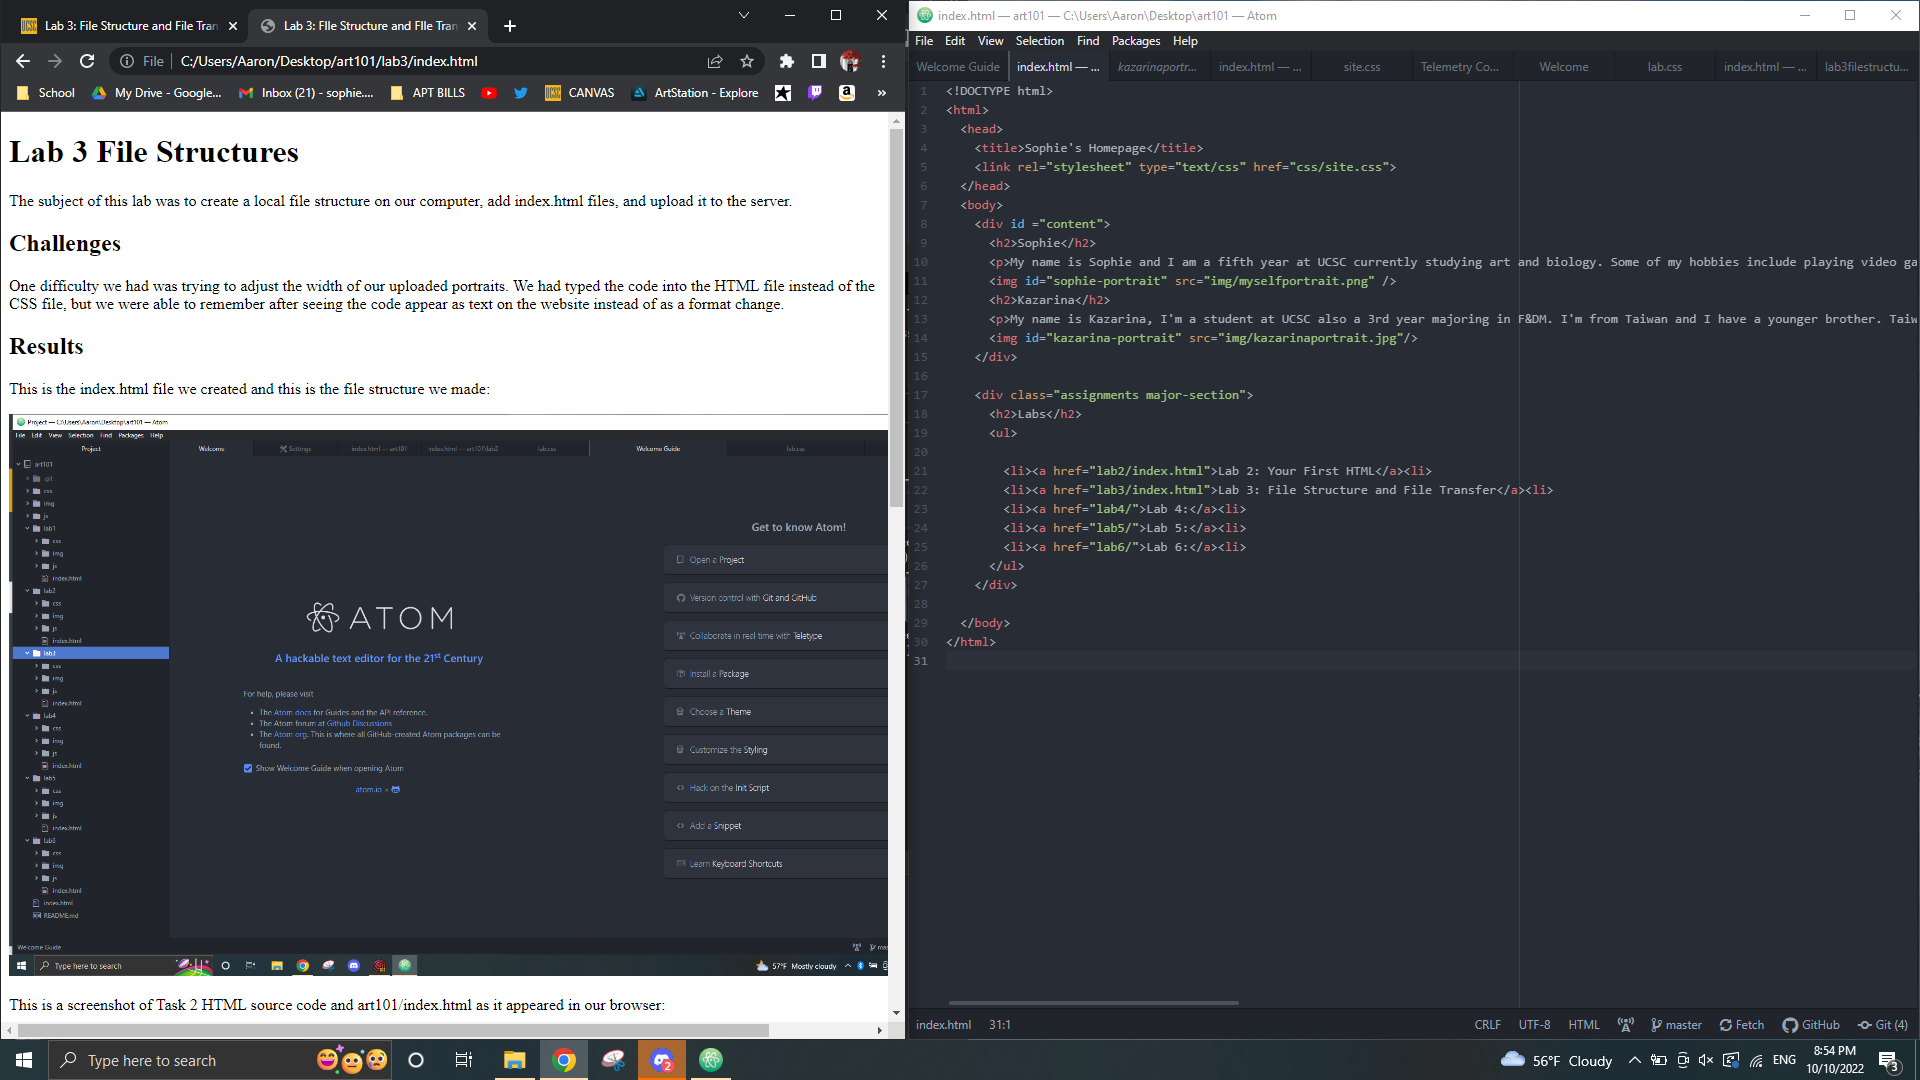 Lab 3: File Structure and File Tran
Lab 3: File Structure and FIle Tran
File
C:/Users/Aaron/Desktop/art101/lab3/index.html
School
My Drive - Google...
Inbox (21) - sophie....
APT BILLS
CANVAS
ArtStation - Explore
»
Lab 3 File Structures
The subject of this lab was to create a local file structure on our computer, add index.html files, and upload it to the server.
Challenges
One difficulty we had was trying to adjust the width of our uploaded portraits. We had typed the code into the HTML file instead of the
CSS file, but we were able to remember after seeing the code appear as text on the website instead of as a format change.
Results
This is the index.html file we created and this is the file structure we made:
Project — C:\Users\Aaron\Desktop\art101 — Atom
File Edit View Selection Find Packages Help
Project
Welcome
Settings
index.html — art101
index.html — art101\lab2
lab.css
Welcome Guide
lab.css
art101
.git
css
img
js
lab1
css
img
js
index.html
lab2
css
img
js
index.html
lab3
css
img
js
index.html
lab4
css
img
js
index.html
lab5
css
img
js
index.html
lab6
css
img
js
index.html
index.html
README.md
ATOM
A hackable text editor for the 21st Century
For help, please visit
• The Atom docs for Guides and the API reference.
• The Atom forum at Github Discussions
• The Atom org. This is where all GitHub-created Atom packages can be
found.
Show Welcome Guide when opening Atom
atom.io ×
Get to know Atom!
Open a Project
Version control with Git and GitHub
Collaborate in real time with Teletype
Install a Package
Choose a Theme
Customize the Styling
Hack on the Init Script
Add a Snippet
Learn Keyboard Shortcuts
Welcome Guide
mas
Type here to search
57°F Mostly cloudy
This is a screenshot of Task 2 HTML source code and art101/index.html as it appeared in our browser:
index.html — art101 — C:\Users\Aaron\Desktop\art101 — Atom
File Edit View Selection Find Packages Help
Welcome Guide
index.html — ...
kazarinaportr...
index.html — ...
site.css
Telemetry Co...
Welcome
lab.css
index.html — ...
lab3filestructu...
1 <!DOCTYPE html>
2 <html>
3 <head>
4 <title>Sophie's Homepage</title>
5 <link rel="stylesheet" type="text/css" href="css/site.css">
6 </head>
7 <body>
8 <div id ="content">
9 <h2>Sophie</h2>
10 <p>My name is Sophie and I am a fifth year at UCSC currently studying art and biology. Some of my hobbies include playing video ga
11 <img id="sophie-portrait" src="img/myselfportrait.png" />
12 <h2>Kazarina</h2>
13 <p>My name is Kazarina, I'm a student at UCSC also a 3rd year majoring in F&DM. I'm from Taiwan and I have a younger brother. Taiw
14 <img id="kazarina-portrait" src="img/kazarinaportrait.jpg"/>
15 </div>
16
17 <div class="assignments major-section">
18 <h2>Labs</h2>
19 <ul>
20
21 <li><a href="lab2/index.html">Lab 2: Your First HTML</a><li>
22 <li><a href="lab3/index.html">Lab 3: File Structure and File Transfer</a><li>
23 <li><a href="lab4/">Lab 4:</a><li>
24 <li><a href="lab5/">Lab 5:</a><li>
25 <li><a href="lab6/">Lab 6:</a><li>
26 </ul>
27 </div>
28
29 </body>
30 </html>
31
index.html 31:1
CRLF UTF-8 HTML master Fetch GitHub Git (4)
Type here to search
2
56°F Cloudy
ENG
8:54 PM
10/10/2022
3